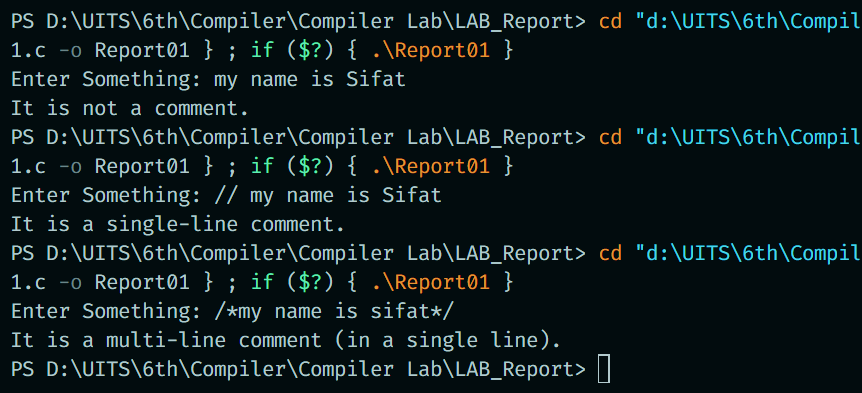 PS D:\UITS\6th\Compiler\Compiler Lab\LAB_Report> cd "d:\UITS\6th\Compil
1.c -o Report01 } ; if ($?) { .\Report01 }
Enter Something: my name is Sifat
It is not a comment.
PS D:\UITS\6th\Compiler\Compiler Lab\LAB_Report> cd "d:\UITS\6th\Compil
1.c -o Report01 } ; if ($?) { .\Report01 }
Enter Something: // my name is Sifat
It is a single-line comment.
PS D:\UITS\6th\Compiler\Compiler Lab\LAB_Report> cd "d:\UITS\6th\Compil
1.c -o Report01 } ; if ($?) { .\Report01 }
Enter Something: /*my name is sifat*/
It is a multi-line comment (in a single line).
PS D:\UITS\6th\Compiler\Compiler Lab\LAB_Report>